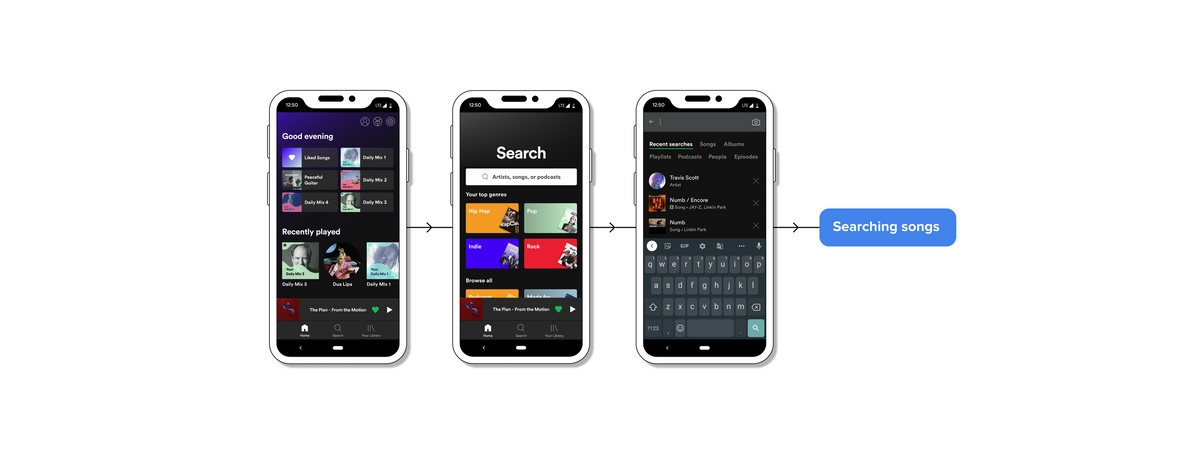 12:50
LTE
Good evening
Liked Songs
Daily Mix 1
Peaceful
Guitar
Daily Mix 2
Daily Mix 4
Daily Mix 3
Recently played
Your
Daily Mix 3
Your
Daily Mix 1
Daily Mix 3
Dua Lipa
Daily Mix 1
The Plan - From the Motion
Home
Search
Your Library
12:50
LTE
Search
Artists, songs, or podcasts
Your top genres
Hip Hop
Pop
Indie
Rock
Browse all
The Plan - From the Motion
Home
Search
Your Library
12:50
LTE
Recent searches Songs Albums
Playlists Podcasts People Episodes
Travis Scott
Artist
Numb / Encore
E Song • JAY-Z, Linkin Park
Numb
Song • Linkin Park
GIF
q w e r t y u i o p
a s d f g h j k l
z x c v b n m
?123 , .
Searching songs